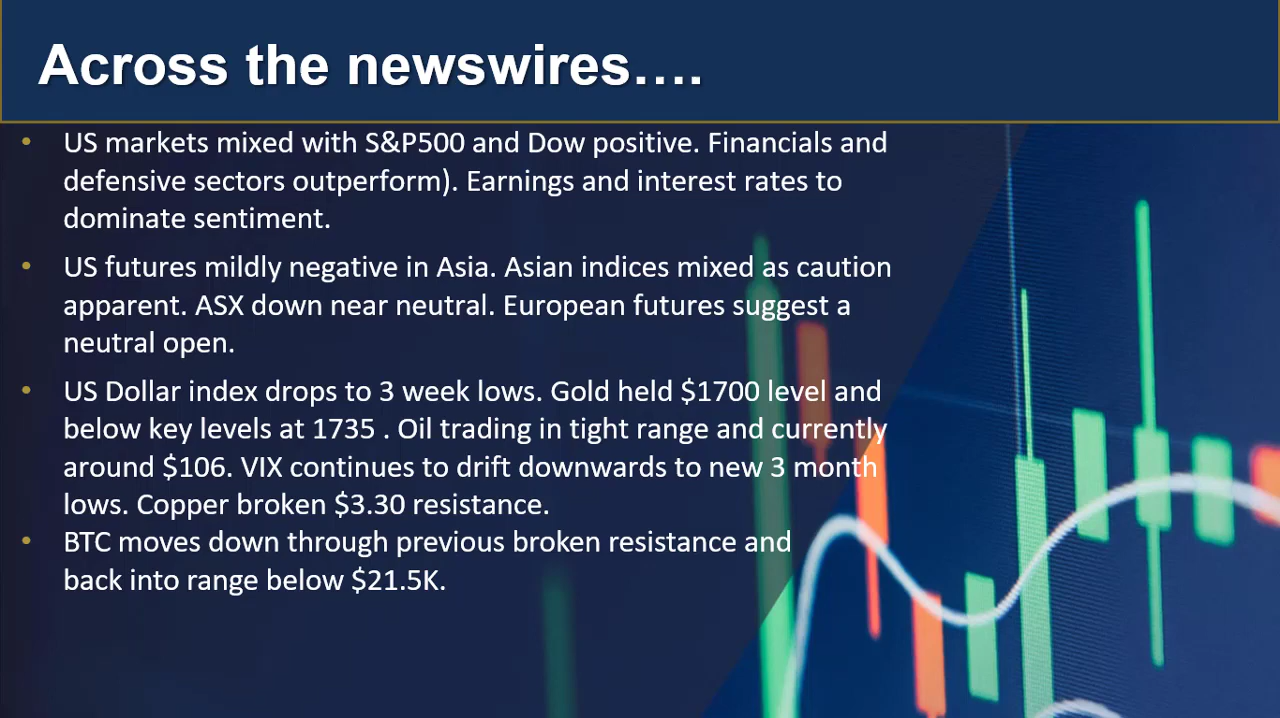 Across the newswires….
• US markets mixed with S&P500 and Dow positive. Financials and
defensive sectors outperform). Earnings and interest rates to
dominate sentiment.
• US futures mildly negative in Asia. Asian indices mixed as caution
apparent. ASX down near neutral. European futures suggest a
neutral open.
• US Dollar index drops to 3 week lows. Gold held $1700 level and
below key levels at 1735 . Oil trading in tight range and currently
around $106. VIX continues to drift downwards to new 3 month
lows. Copper broken $3.30 resistance.
• BTC moves down through previous broken resistance and
back into range below $21.5K.